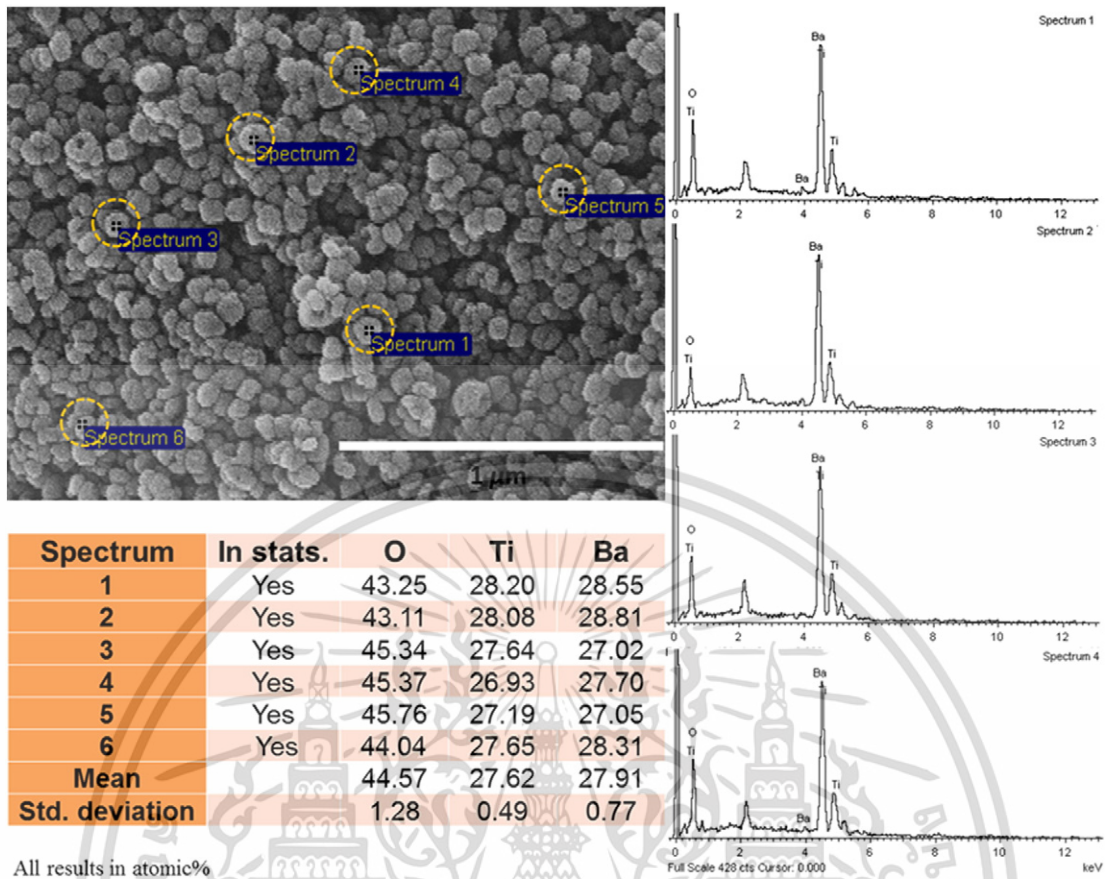 Spectrum 4
Spectrum 2
Spectrum 5
Spectrum 3
Spectrum 1
Spectrum 6
1 μm
Spectrum In stats. O Ti Ba
1 Yes 43.25 28.20 28.55
2 Yes 43.11 28.08 28.81
3 Yes 45.34 27.64 27.02
4 Yes 45.37 26.93 27.70
5 Yes 45.76 27.19 27.05
6 Yes 44.04 27.65 28.31
Mean 44.57 27.62 27.91
Std. deviation 1.28 0.49 0.77
All results in atomic%
Spectrum 1
Ba
Ti
O
Ti
Ba
0 2 4 6 8 10 12
Spectrum 2
Ba
O
Ti
Ti
0 2 4 6 8 10 12
Spectrum 3
Ba
Ti
O
Ti
Ti
0 2 4 6 8 10 12
Spectrum 4
Ba
O
Ti
Ti
Ba
0 2 4 6 8 10 12
Full Scale 428 cts Cursor: 0.000 keV